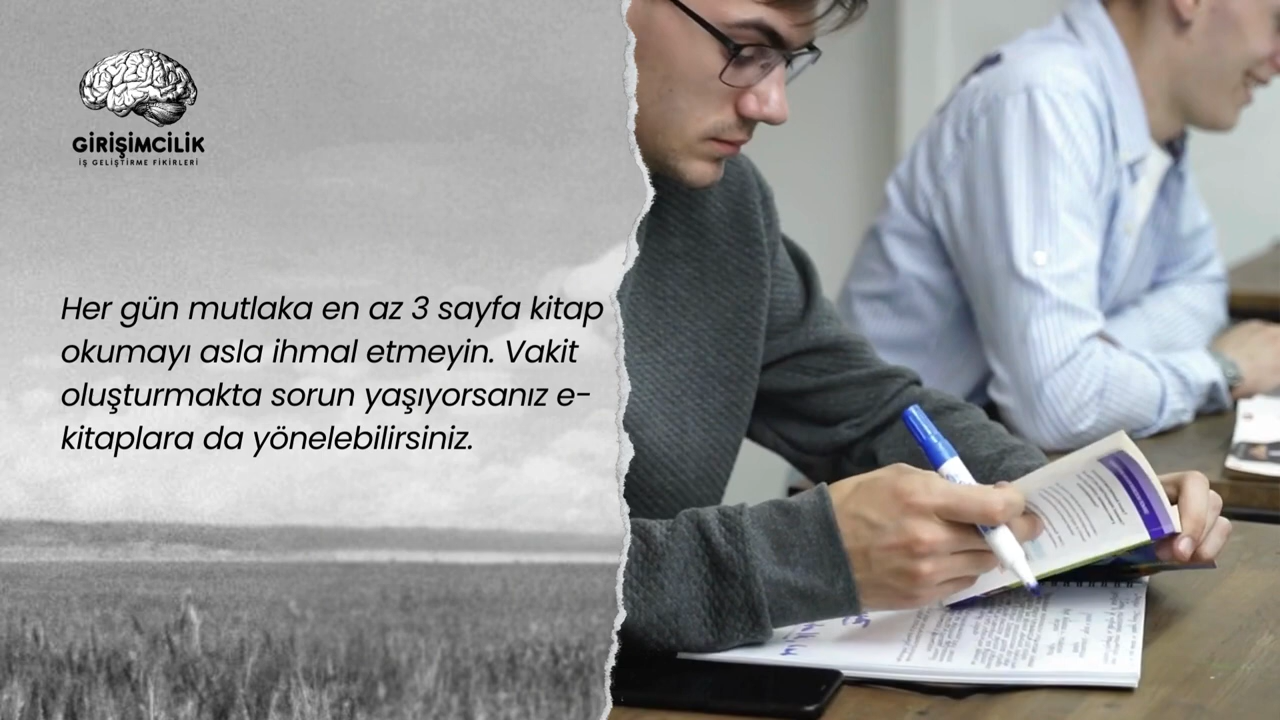 GİRİŞİMCİLİK
İŞ GELİŞTİRME FİKİRLERİ
Her gün mutlaka en az 3 sayfa kitap
okumayı asla ihmal etmeyin. Vakit
oluşturmakta sorun yaşıyorsanız e-
kitaplara da yönelebilirsiniz.